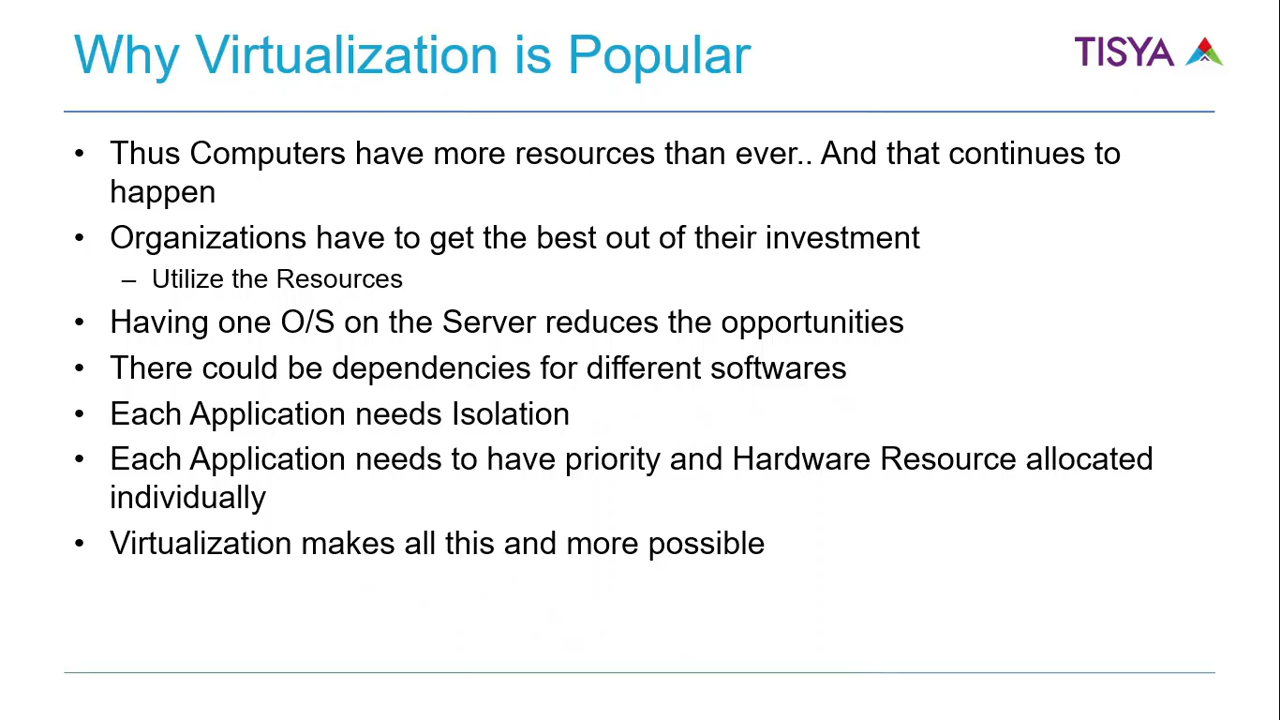 Why Virtualization is Popular
TISYA
• Thus Computers have more resources than ever.. And that continues to
happen
• Organizations have to get the best out of their investment
– Utilize the Resources
• Having one O/S on the Server reduces the opportunities
• There could be dependencies for different softwares
• Each Application needs Isolation
• Each Application needs to have priority and Hardware Resource allocated
individually
• Virtualization makes all this and more possible